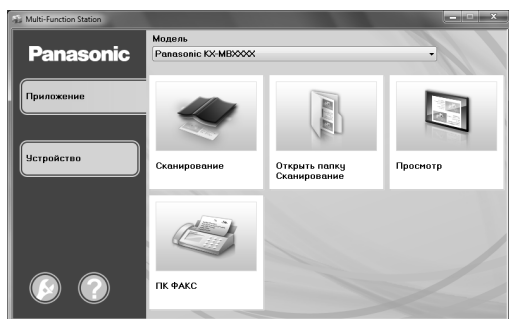 Multi-Function Station
Panasonic
Модель
Panasonic KX-MBXXXX
Приложение
Устройство
Сканирование
Открыть папку
Сканирование
Просмотр
ПК ФАКС
?